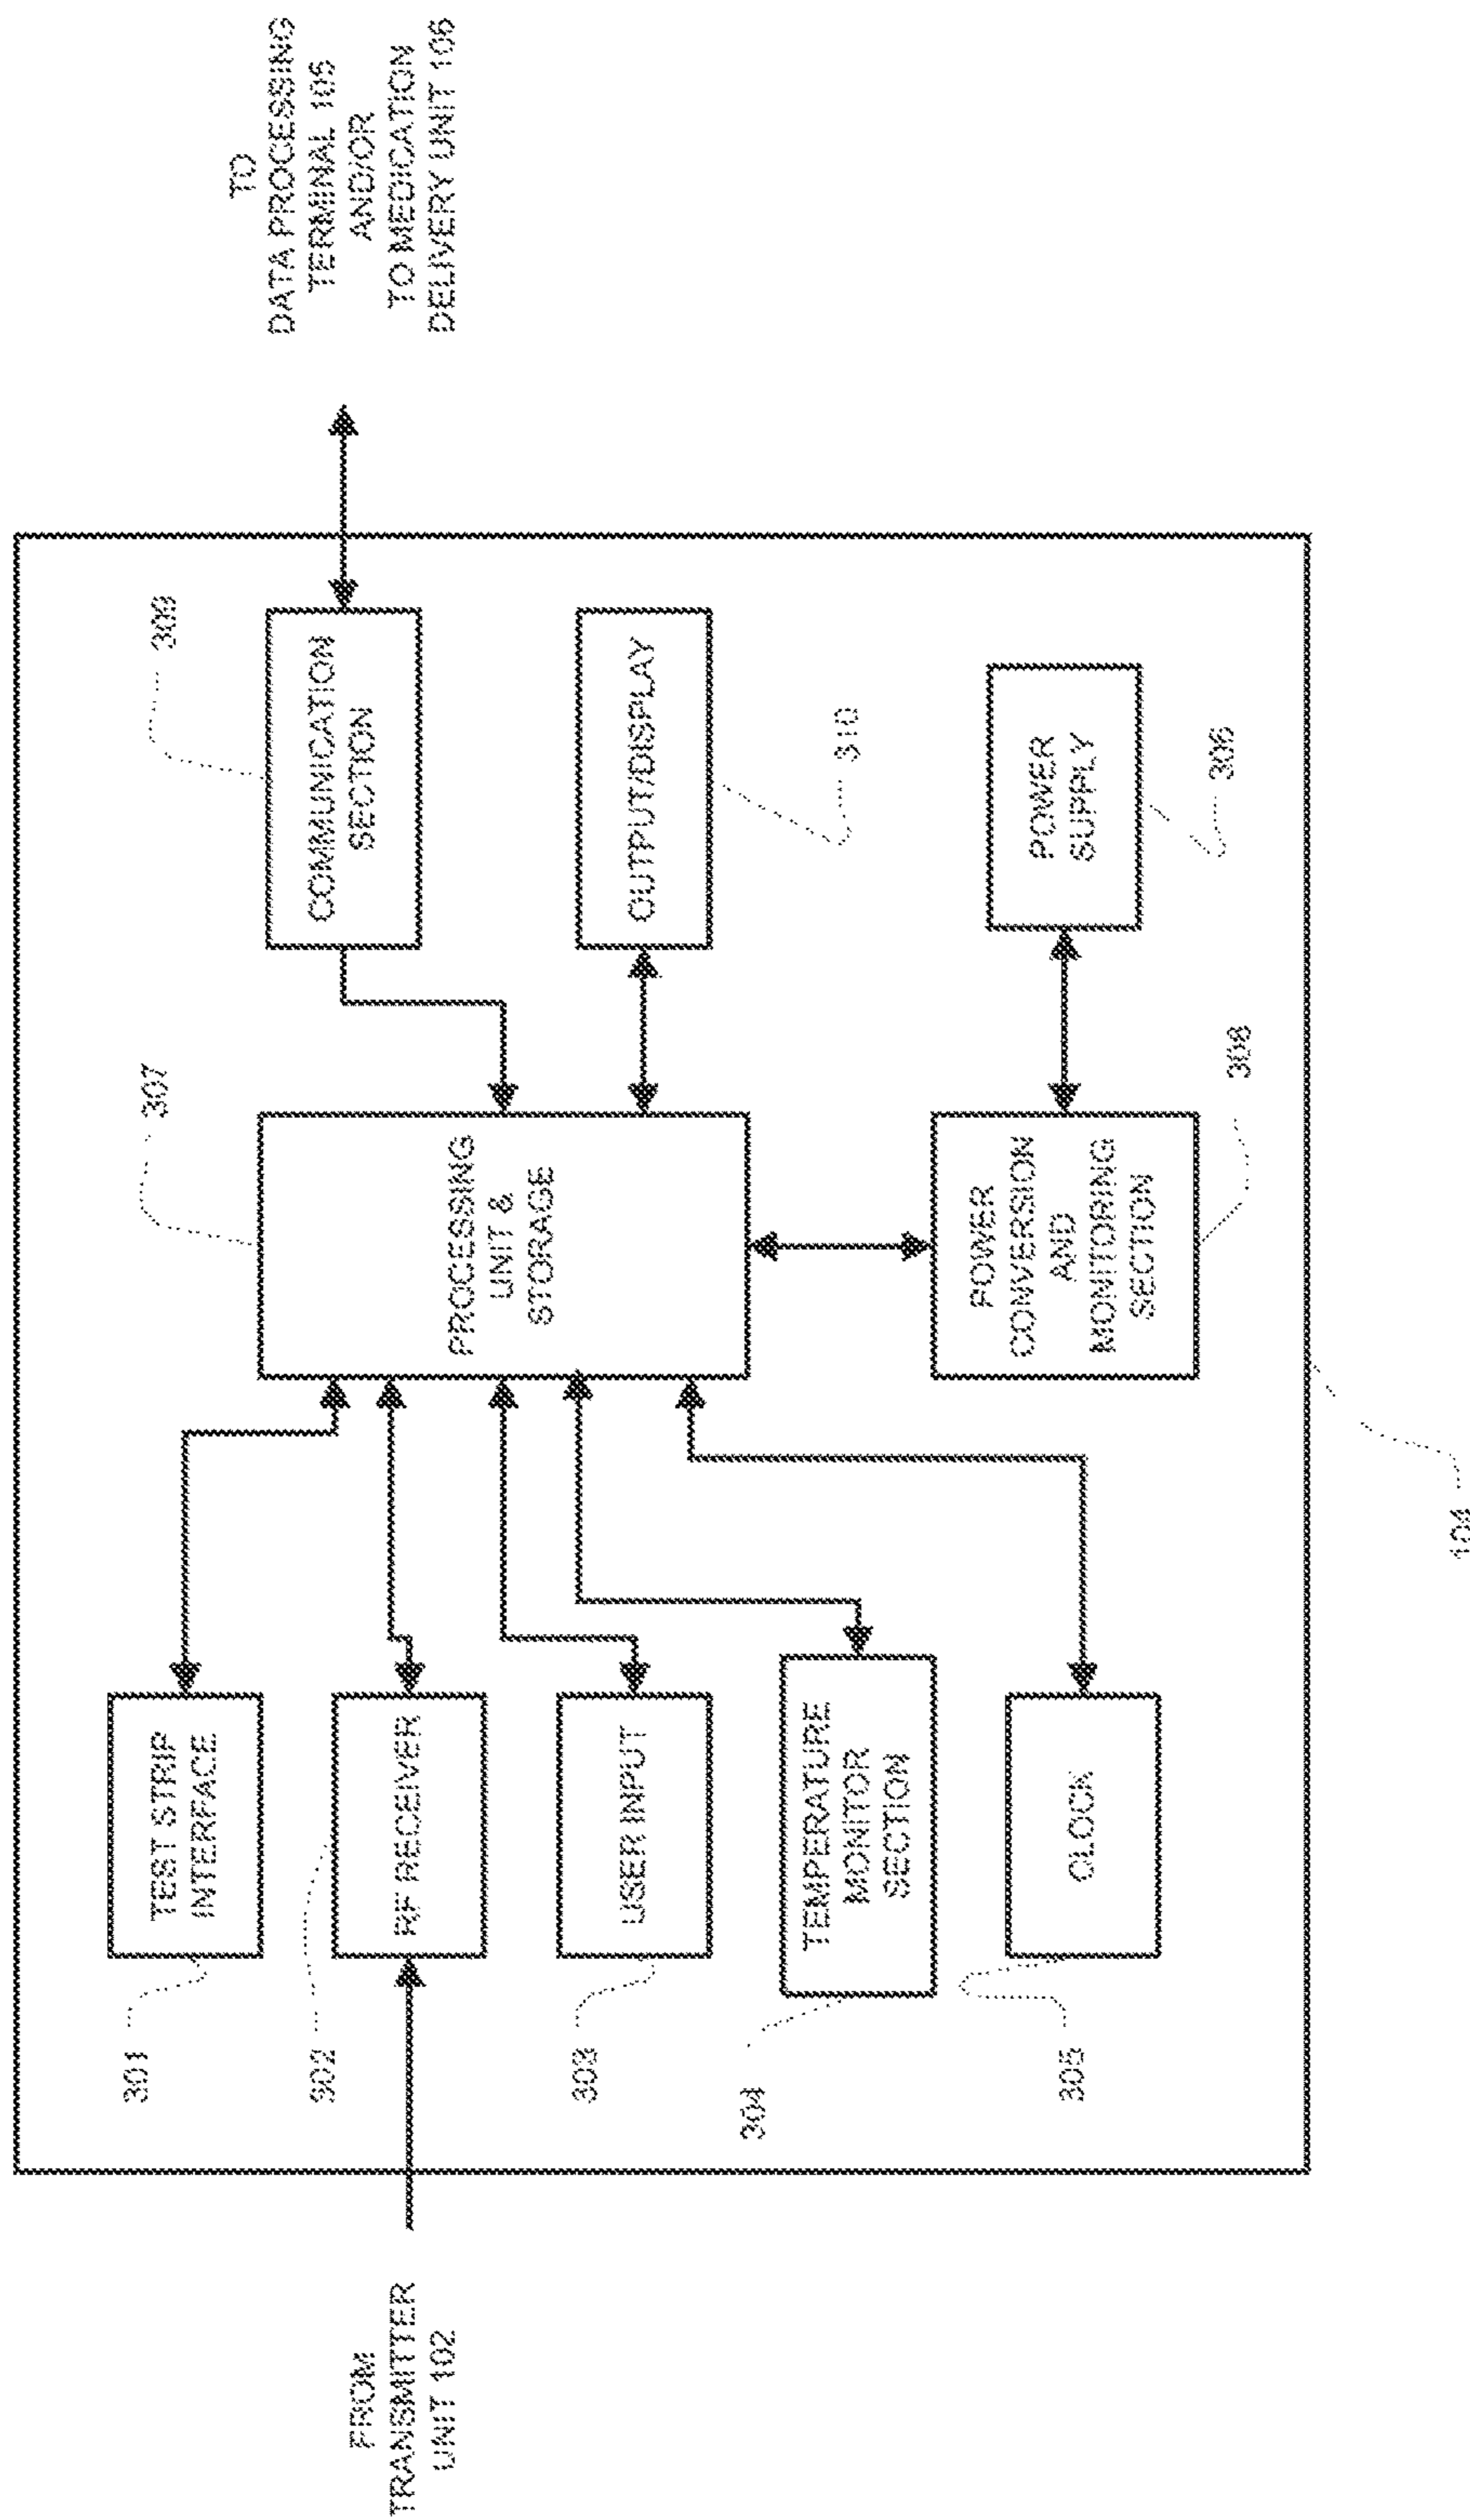 FROM
TRANSMITTER
UNIT 102
301
TEST STRIP
INTERFACE
302
RF RECEIVER
303
USER INPUT
304
TEMPERATURE
MONITOR
SECTION
305
CLOCK
307
PROCESSING
UNIT &
STORAGE
POWER
CONVERSION
AND
MONITORING
SECTION
308
309
COMMUNICATION
SECTION
OUTPUT/DISPLAY
310
POWER
SUPPLY
306
TO
DATA PROCESSING
TERMINAL 105
AND/OR
TO MEDICATION
DELIVERY UNIT 106
104